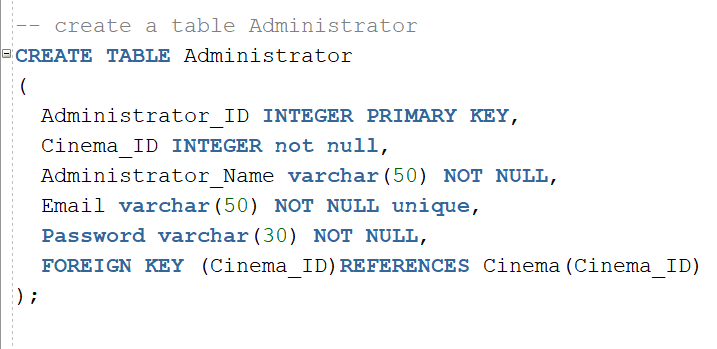 -- create a table Administrator
CREATE TABLE Administrator
(
Administrator_ID INTEGER PRIMARY KEY,
Cinema_ID INTEGER not null,
Administrator_Name varchar(50) NOT NULL,
Email varchar(50) NOT NULL unique,
Password varchar(30) NOT NULL,
FOREIGN KEY (Cinema_ID)REFERENCES Cinema(Cinema_ID)
);